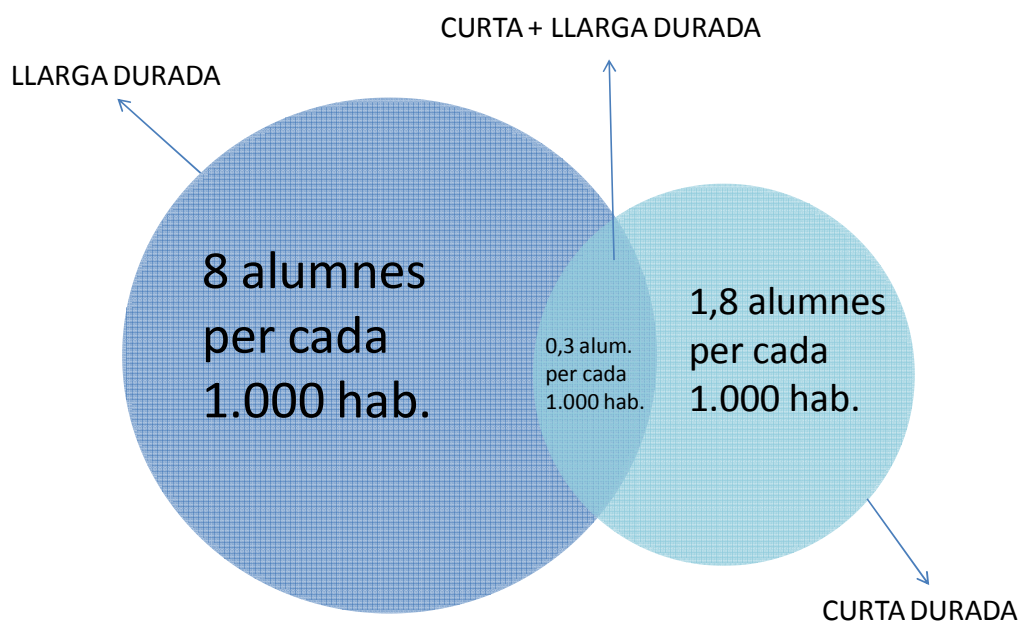 CURTA + LLARGA DURADA
LLARGA DURADA
8 alumnes
per cada
1.000 hab.
0,3 alum.
per cada
1.000 hab.
1,8 alumnes
per cada
1.000 hab.
CURTA DURADA